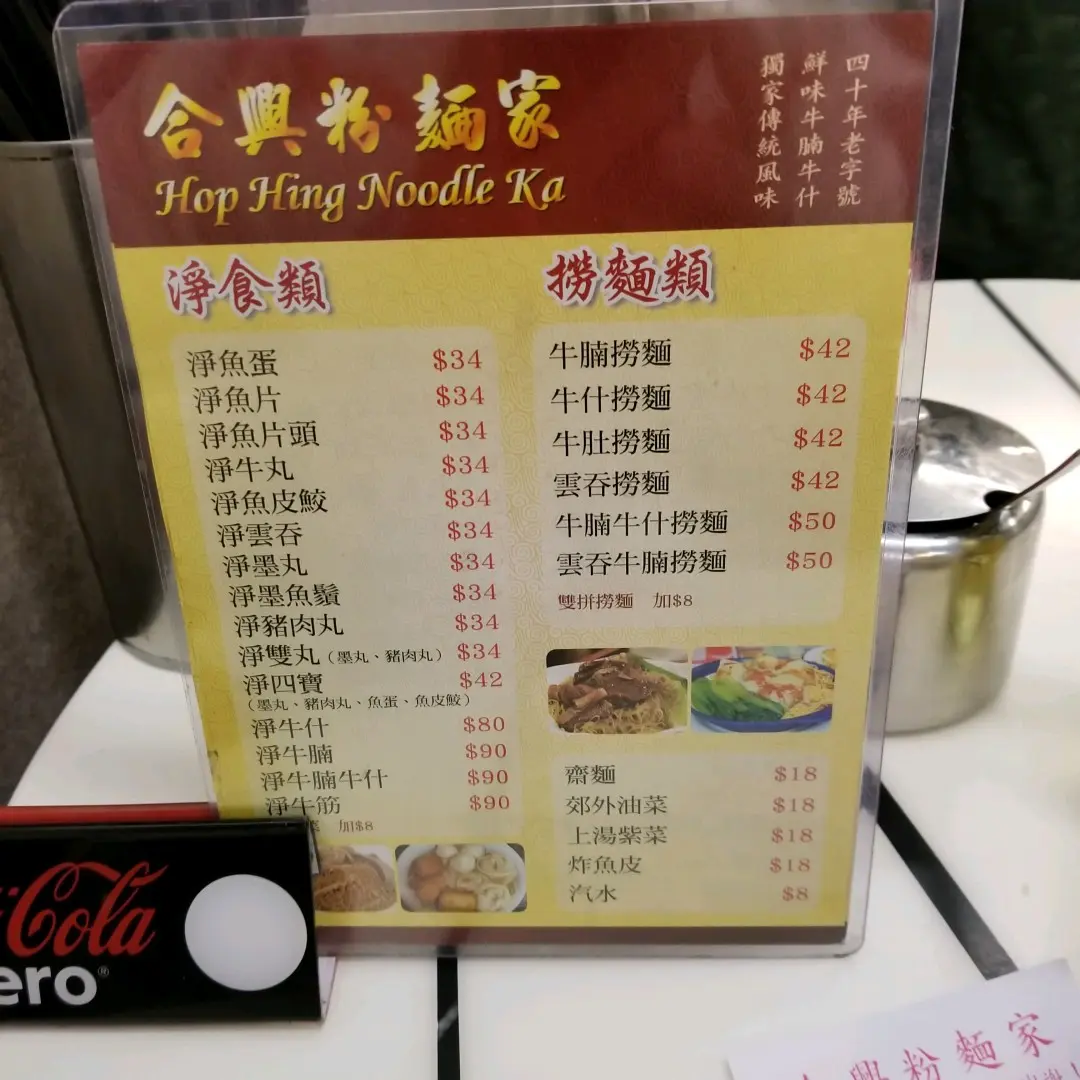 合興粉麵家
Hop Hing Noodle Ka
四十年老字號
鮮味牛腩牛什
獨家傳統風味
淨食類
淨魚蛋 $34
淨魚片 $34
淨魚片頭 $34
淨牛丸 $34
淨魚皮餃 $34
淨雲吞 $34
淨墨丸 $34
淨墨魚鬚 $34
淨豬肉丸 $34
淨雙丸（墨丸、豬肉丸） $34
淨四寶 $42
（墨丸、豬肉丸、魚蛋、魚皮餃）
淨牛什 $80
淨牛腩 $90
淨牛腩牛什 $90
淨牛筋 $90
加$8
撈麵類
牛腩撈麵 $42
牛什撈麵 $42
牛肚撈麵 $42
雲吞撈麵 $42
牛腩牛什撈麵 $50
雲吞牛腩撈麵 $50
雙拼撈麵 加$8
齋麵 $18
郊外油菜 $18
上湯紫菜 $18
炸魚皮 $18
汽水 $8
Cola
ero®
興粉麵家